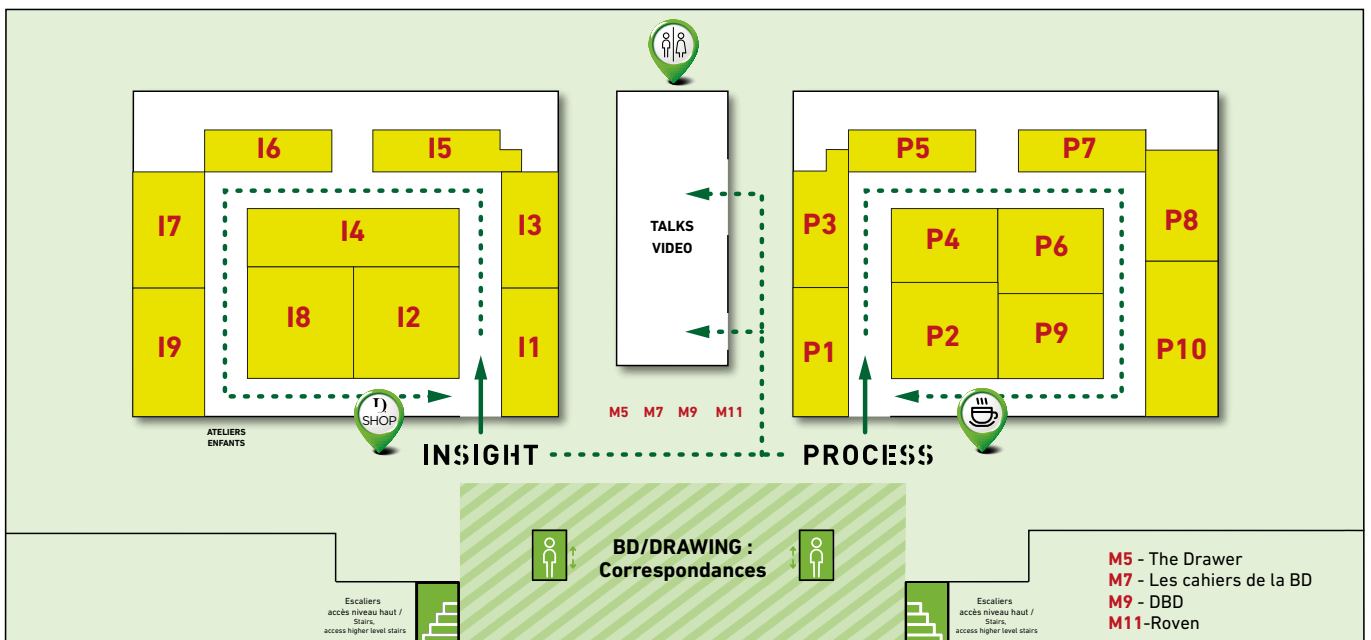 I6
I5
P5
P7
I7
I4
I3
TALKS
VIDEO
P3
P4
P6
P8
I9
I8
I2
I1
P1
P2
P9
P10
D
SHOP
M5 M7 M9 M11
ATELIERS
ENFANTS
INSIGHT
PROCESS
BD/DRAWING :
Correspondances
Escaliers
accès niveau haut /
Stairs,
access higher level stairs
Escaliers
accès niveau haut /
Stairs,
access higher level stairs
M5 - The Drawer
M7 - Les cahiers de la BD
M9 - DBD
M11-Roven